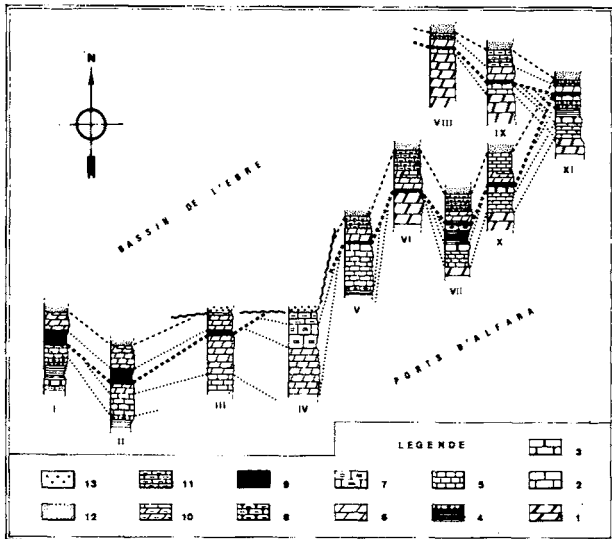 N
BASSIN DE L'EBRE
PORTS D'ALFARA
VIII
IX
XI
VI
X
VII
V
I
II
III
IV
LEGENDE
3
13
11
9
7
5
2
12
10
8
6
4
1